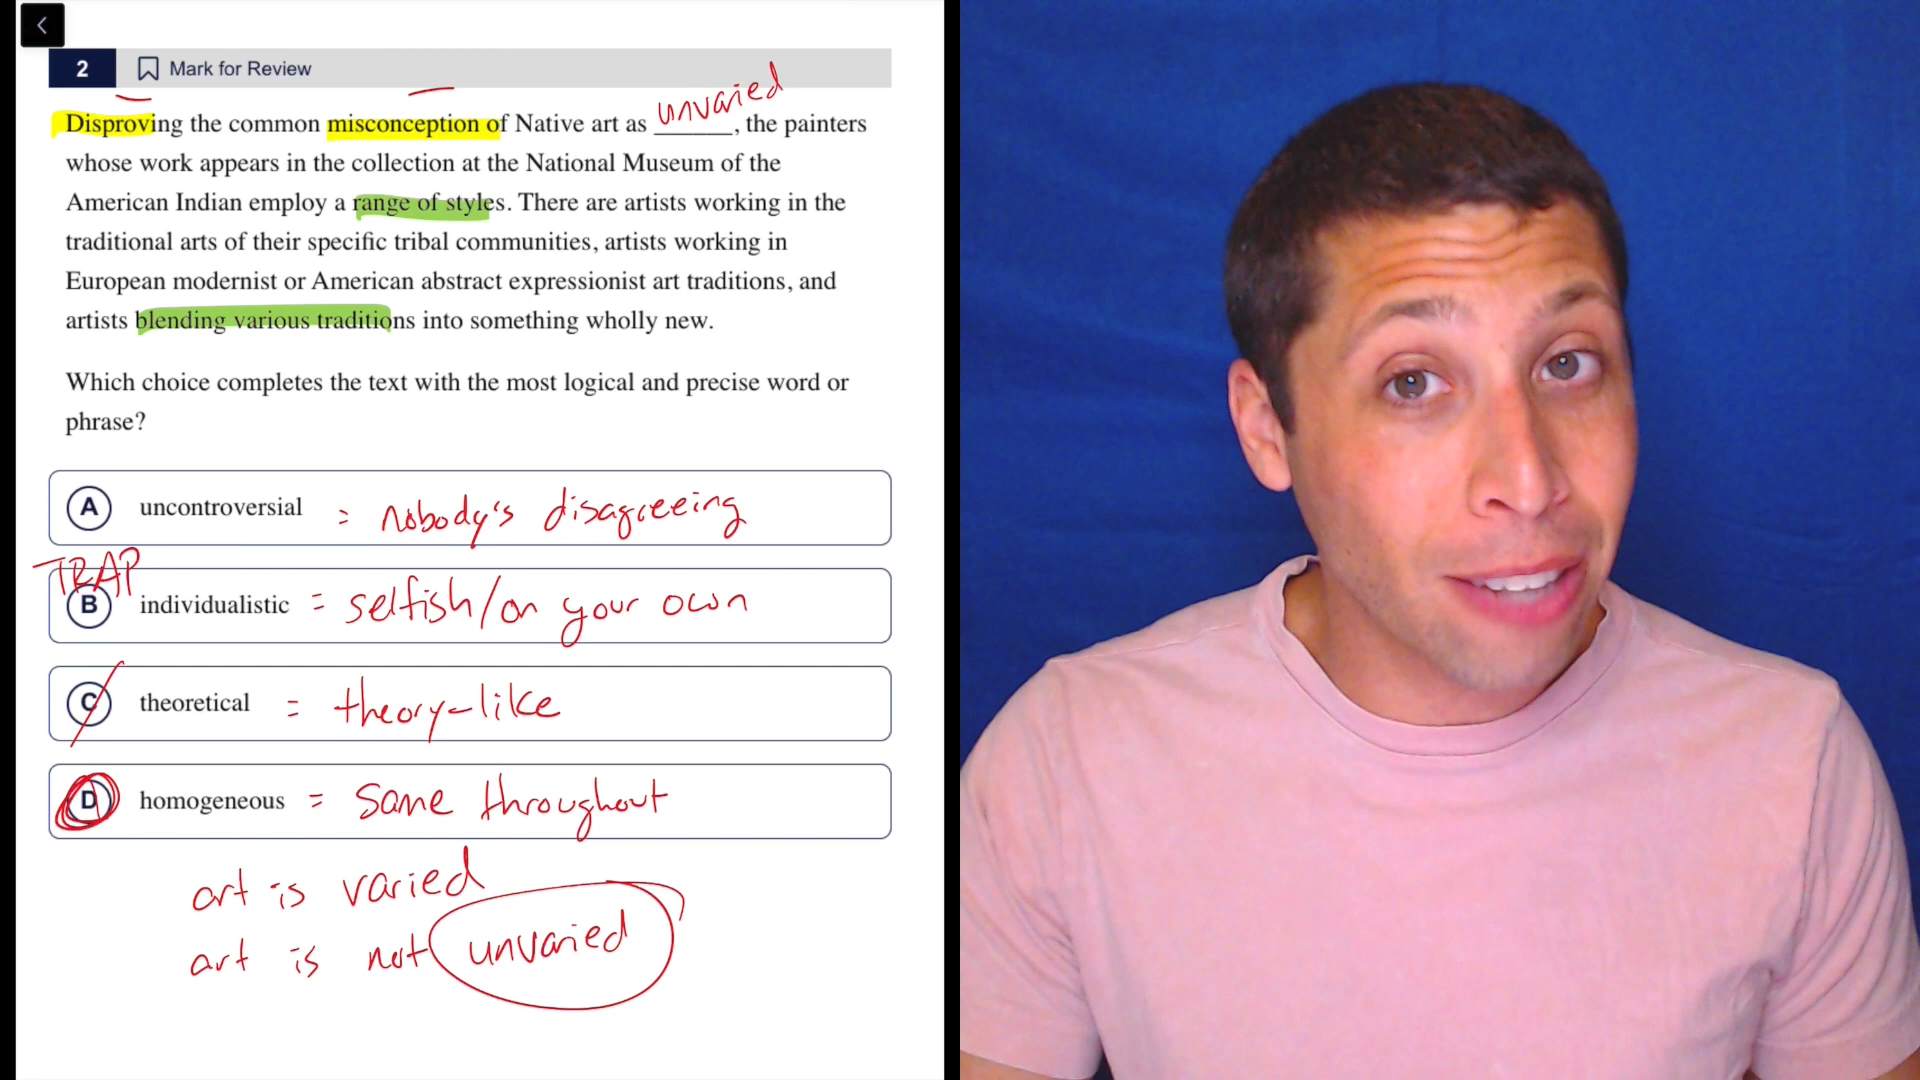 2 Mark for Review
unvaried
Disproving the common misconception of Native art as ______, the painters
whose work appears in the collection at the National Museum of the
American Indian employ a range of styles. There are artists working in the
traditional arts of their specific tribal communities, artists working in
European modernist or American abstract expressionist art traditions, and
artists blending various traditions into something wholly new.
Which choice completes the text with the most logical and precise word or
phrase?
A uncontroversial = nobody's disagreeing
TRAP
B individualistic = selfish/on your own
C theoretical = theory-like
D homogeneous = same throughout
art is varied
art is not unvaried